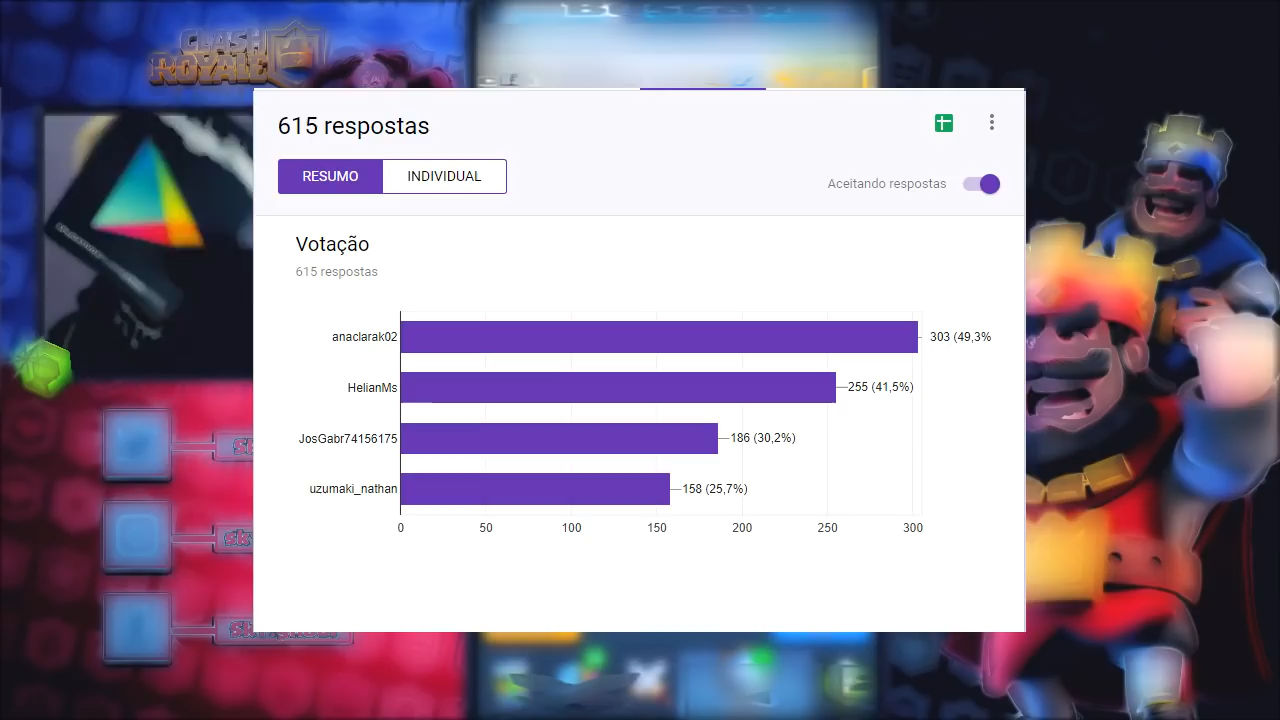 CLASH
ROYALE
615 respostas
RESUMO
INDIVIDUAL
Aceitando respostas
Votação
615 respostas
anaclarak02
303 (49,3%
HelianMs
255 (41,5%)
JosGabr74156175
186 (30,2%)
uzumaki_nathan
158 (25,7%)
0 50 100 150 200 250 300